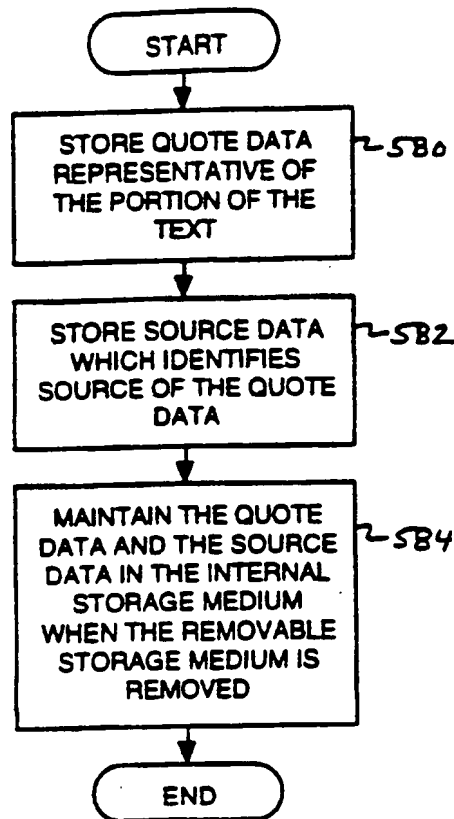 START
STORE QUOTE DATA
REPRESENTATIVE OF
THE PORTION OF THE
TEXT
580
STORE SOURCE DATA
WHICH IDENTIFIES
SOURCE OF THE QUOTE
DATA
582
MAINTAIN THE QUOTE
DATA AND THE SOURCE
DATA IN THE INTERNAL
STORAGE MEDIUM
WHEN THE REMOVABLE
STORAGE MEDIUM IS
REMOVED
584
END